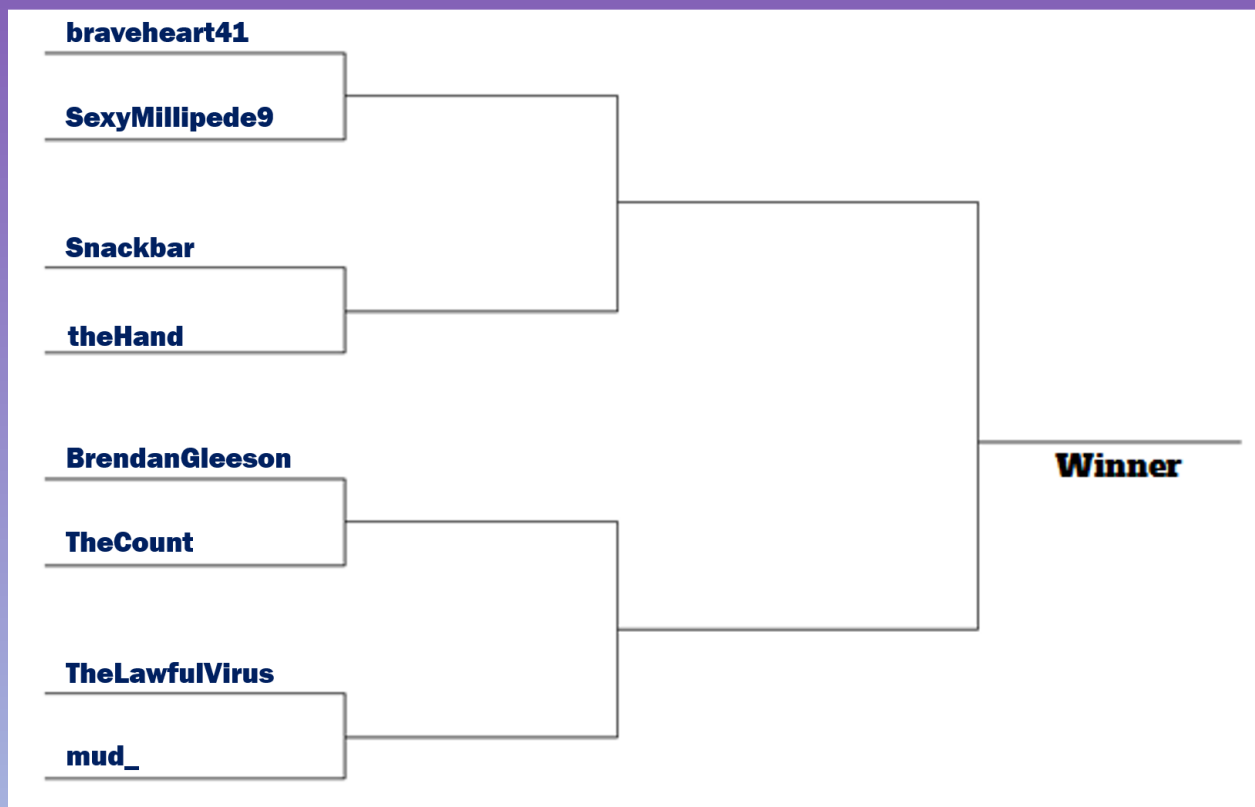 braveheart41
SexyMillipede9
Snackbar
theHand
BrendanGleeson
TheCount
TheLawfulVirus
mud_
Winner